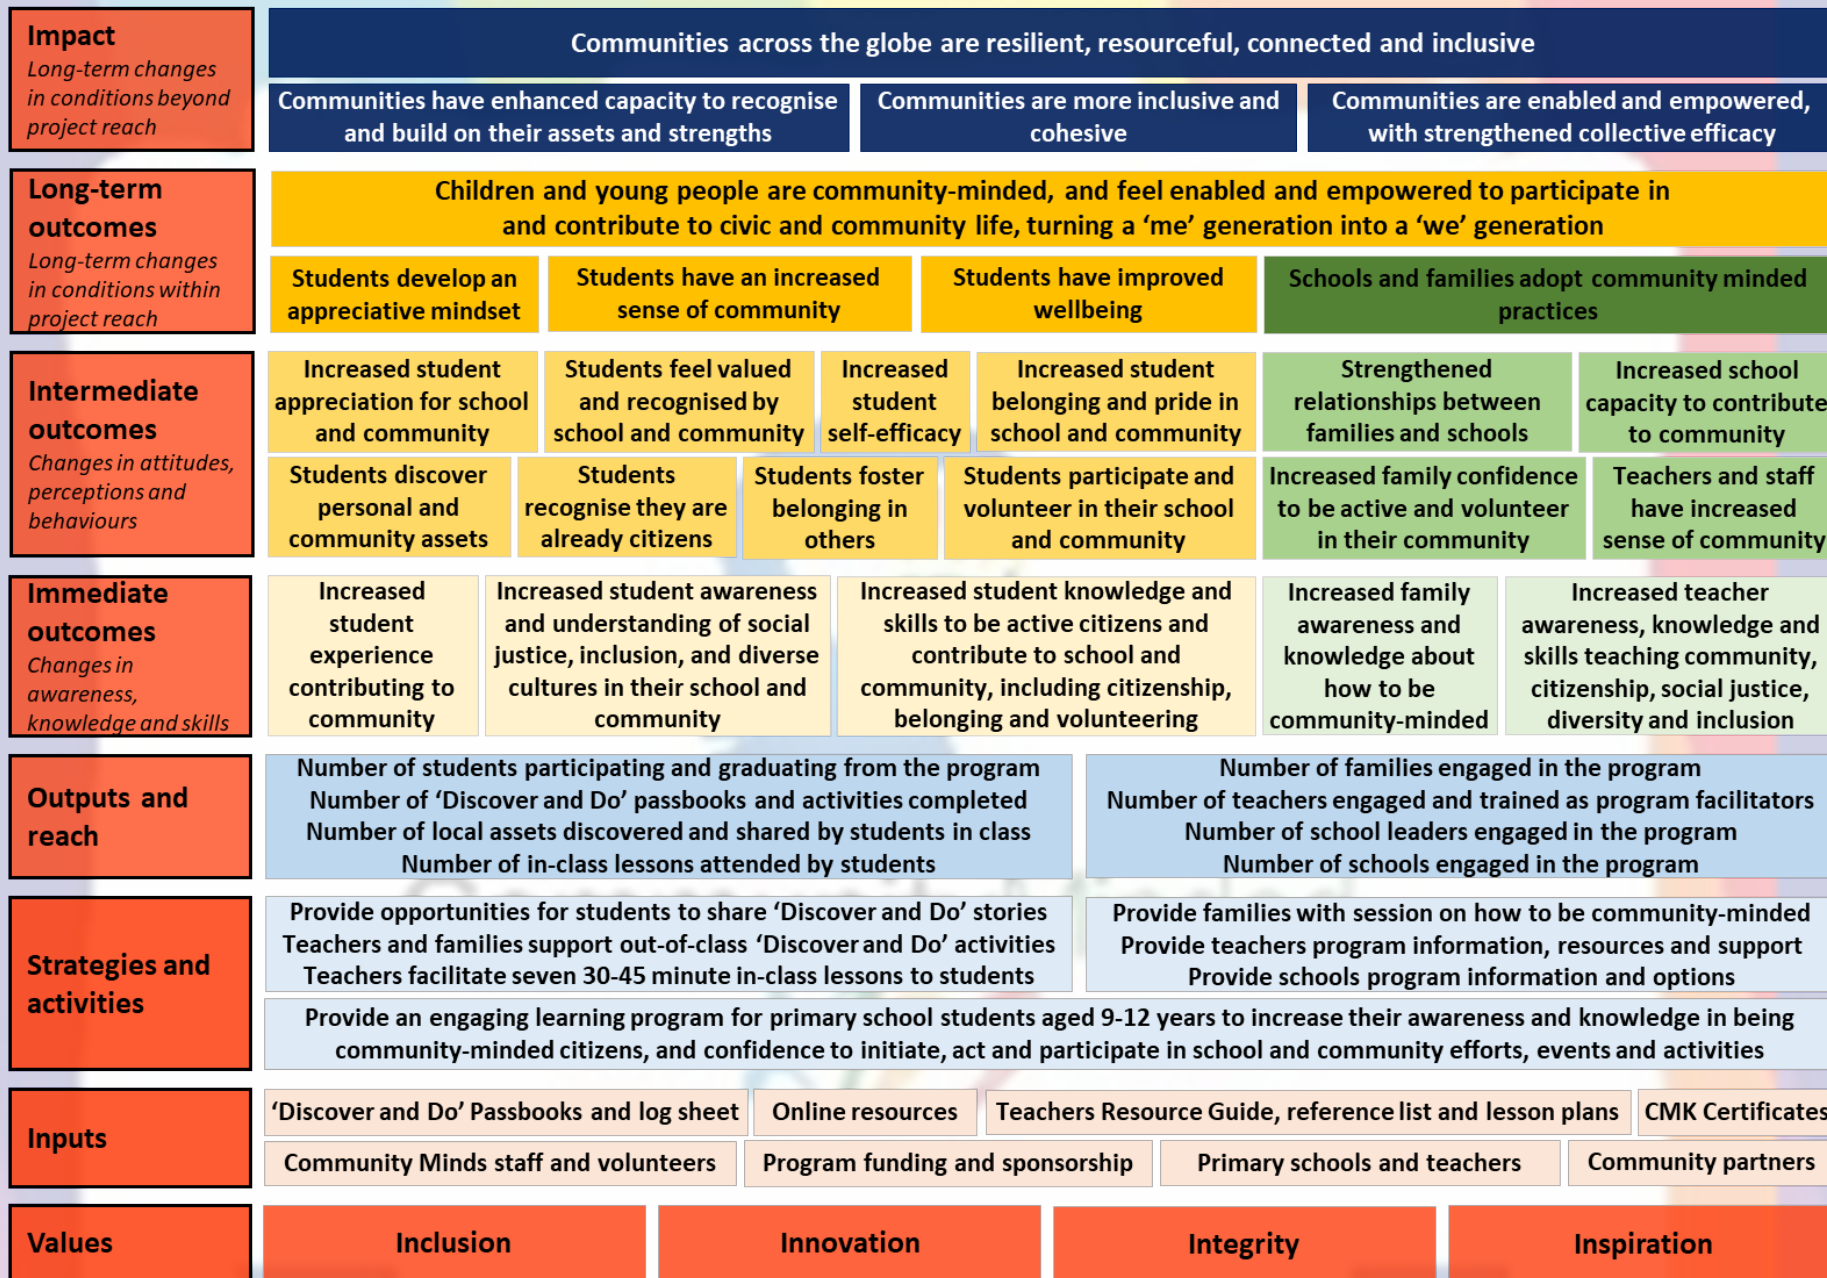 Impact
Long-term changes
in conditions beyond
project reach
Communities across the globe are resilient, resourceful, connected and inclusive
Communities have enhanced capacity to recognise
and build on their assets and strengths
Communities are more inclusive and
cohesive
Communities are enabled and empowered,
with strengthened collective efficacy
Long-term
outcomes
Long-term changes
in conditions within
project reach
Children and young people are community-minded, and feel enabled and empowered to participate in
and contribute to civic and community life, turning a ‘me’ generation into a ‘we’ generation
Students develop an
appreciative mindset
Students have an increased
sense of community
Students have improved
wellbeing
Schools and families adopt community minded
practices
Intermediate
outcomes
Changes in attitudes,
perceptions and
behaviours
Increased student
appreciation for school
and community
Students feel valued
and recognised by
school and community
Increased
student
self-efficacy
Increased student
belonging and pride in
school and community
Strengthened
relationships between
families and schools
Increased school
capacity to contribute
to community
Students discover
personal and
community assets
Students
recognise they are
already citizens
Students foster
belonging in
others
Students participate and
volunteer in their school
and community
Increased family confidence
to be active and volunteer
in their community
Teachers and staff
have increased
sense of community
Immediate
outcomes
Changes in
awareness,
knowledge and skills
Increased
student
experience
contributing to
community
Increased student awareness
and understanding of social
justice, inclusion, and diverse
cultures in their school and
community
Increased student knowledge and
skills to be active citizens and
contribute to school and
community, including citizenship,
belonging and volunteering
Increased family
awareness and
knowledge about
how to be
community-minded
Increased teacher
awareness, knowledge and
skills teaching community,
citizenship, social justice,
diversity and inclusion
Outputs and
reach
Number of students participating and graduating from the program
Number of ‘Discover and Do’ passbooks and activities completed
Number of local assets discovered and shared by students in class
Number of in-class lessons attended by students
Number of families engaged in the program
Number of teachers engaged and trained as program facilitators
Number of school leaders engaged in the program
Number of schools engaged in the program
Strategies and
activities
Provide opportunities for students to share ‘Discover and Do’ stories
Teachers and families support out-of-class ‘Discover and Do’ activities
Teachers facilitate seven 30-45 minute in-class lessons to students
Provide families with session on how to be community-minded
Provide teachers program information, resources and support
Provide schools program information and options
Provide an engaging learning program for primary school students aged 9-12 years to increase their awareness and knowledge in being
community-minded citizens, and confidence to initiate, act and participate in school and community efforts, events and activities
Inputs
‘Discover and Do’ Passbooks and log sheet
Online resources
Teachers Resource Guide, reference list and lesson plans
CMK Certificates
Community Minds staff and volunteers
Program funding and sponsorship
Primary schools and teachers
Community partners
Values
Inclusion
Innovation
Integrity
Inspiration